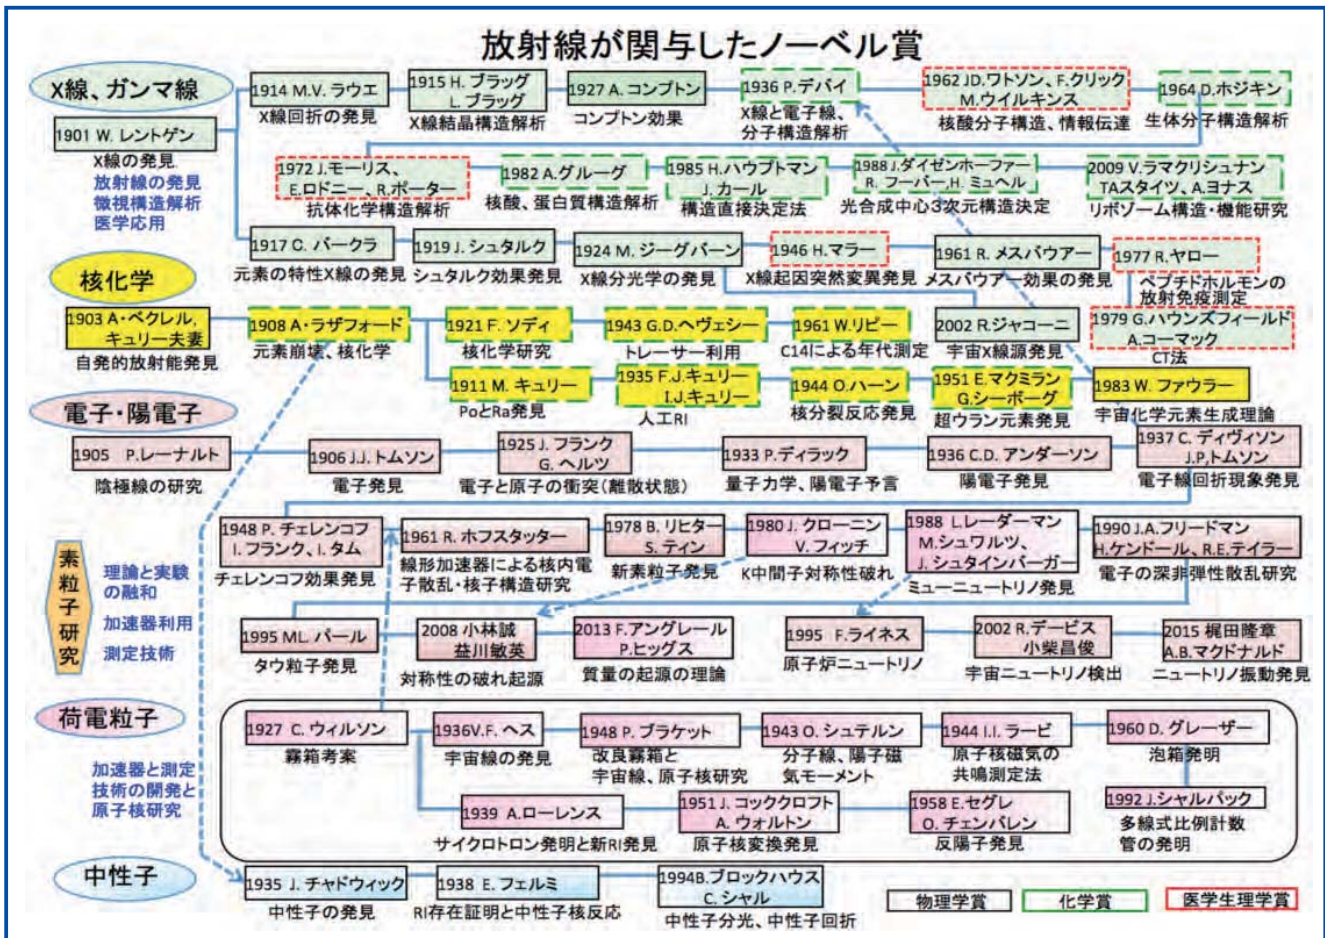 放射線が関与したノーベル賞
X線、ガンマ線
1901 W. レントゲン
X線の発見
放射線の発見
微視構造解析
医学応用
1914 M.V. ラウエ
X線回折の発見
1915 H. ブラッグ
L. ブラッグ
X線結晶構造解析
1927 A. コンプトン
コンプトン効果
1936 P. デバイ
X線と電子線、
分子構造解析
1962 JD.ワトソン、F.クリック
M.ウイルキンス
核酸分子構造、情報伝達
1964 D.ホジキン
生体分子構造解析
1972 J.モーリス、
E.ロドニー、R.ポーター
抗体化学構造解析
1982 A.グルーグ
核酸、蛋白質構造解析
1985 H.ハウプトマン
J. カール
構造直接決定法
1988 J.ダイゼンホーファー
R. フーバー,H. ミュヘル
光合成中心3次元構造決定
2009 V.ラマクリシュナン
TAスタイツ、A.ヨナス
リボゾーム構造・機能研究
1917 C. バークラ
元素の特性X線の発見
1919 J. シュタルク
シュタルク効果発見
1924 M. ジーグバーン
X線分光学の発見
1946 H.マラー
X線起因突然変異発見
1961 R. メスバウアー
メスバウアー効果の発見
1977 R.ヤロー
ペプチドホルモンの
放射免疫測定
核化学
1903 A・ベクレル,
キュリー夫妻
自発的放射能発見
1908 A・ラザフォード
元素崩壊、核化学
1921 F. ソディ
核化学研究
1943 G.D.ヘヴェシー
トレーサー利用
1961 W.リビー
C14による年代測定
2002 R.ジャコーニ
宇宙X線源発見
1979 G.ハウンズフィールド
A.コーマック
CT法
1911 M. キュリー
PoとRa発見
1935 F.J.キュリー
I.J.キュリー
人工RI
1944 O.ハーン
核分裂反応発見
1951 E.マクミラン
G.シーボーグ
超ウラン元素発見
1983 W. ファウラー
宇宙化学元素生成理論
電子・陽電子
1905 P.レーナルト
陰極線の研究
1906 J.J.トムソン
電子発見
1925 J. フランク
G. ヘルツ
電子と原子の衝突(離散状態)
1933 P.ディラック
量子力学、陽電子予言
1936 C.D. アンダーソン
陽電子発見
1937 C. ディヴィソン
J.P,トムソン
電子線回折現象発見
素粒子研究
理論と実験
の融和
加速器利用
測定技術
1948 P. チェレンコフ
I. フランク、I. タム
チェレンコフ効果発見
1961 R. ホフスタッター
線形加速器による核内電
子散乱・核子構造研究
1978 B. リヒター
S. ティン
新素粒子発見
1980 J. クローニン
V. フィッチ
K中間子対称性破れ
1988 L.レーダーマン
M.シュワルツ、
J. シュタインバーガー
ミューニュートリノ発見
1990 J.A.フリードマン
H.ケンドール、R.E.テイラー
電子の深非弾性散乱研究
1995 ML. パール
タウ粒子発見
2008 小林誠
益川敏英
対称性の破れ起源
2013 F.アングレール
P.ヒッグス
質量の起源の理論
1995 F.ライネス
原子炉ニュートリノ
2002 R.デービス
小柴昌俊
宇宙ニュートリノ検出
2015 梶田隆章
A.B.マクドナルド
ニュートリノ振動発見
荷電粒子
加速器と測定
技術の開発と
原子核研究
1927 C. ウィルソン
霧箱考案
1936V.F. ヘス
宇宙線の発見
1948 P. ブラケット
改良霧箱と
宇宙線、原子核研究
1943 O. シュテルン
分子線、陽子磁
気モーメント
1944 I.I. ラービ
原子核磁気の
共鳴測定法
1960 D. グレーザー
泡箱発明
1939 A.ローレンス
サイクロトロン発明と新RI発見
1951 J. コッククロフト
A. ウォルトン
原子核変換発見
1958 E.セグレ
O. チェンバレン
反陽子発見
1992 J.シャルパック
多線式比例計数
管の発明
中性子
1935 J. チャドウィック
中性子の発見
1938 E. フェルミ
RI存在証明と中性子核反応
1994B.ブロックハウス
C. シャル
中性子分光、中性子回折
物理学賞
化学賞
医学生理学賞